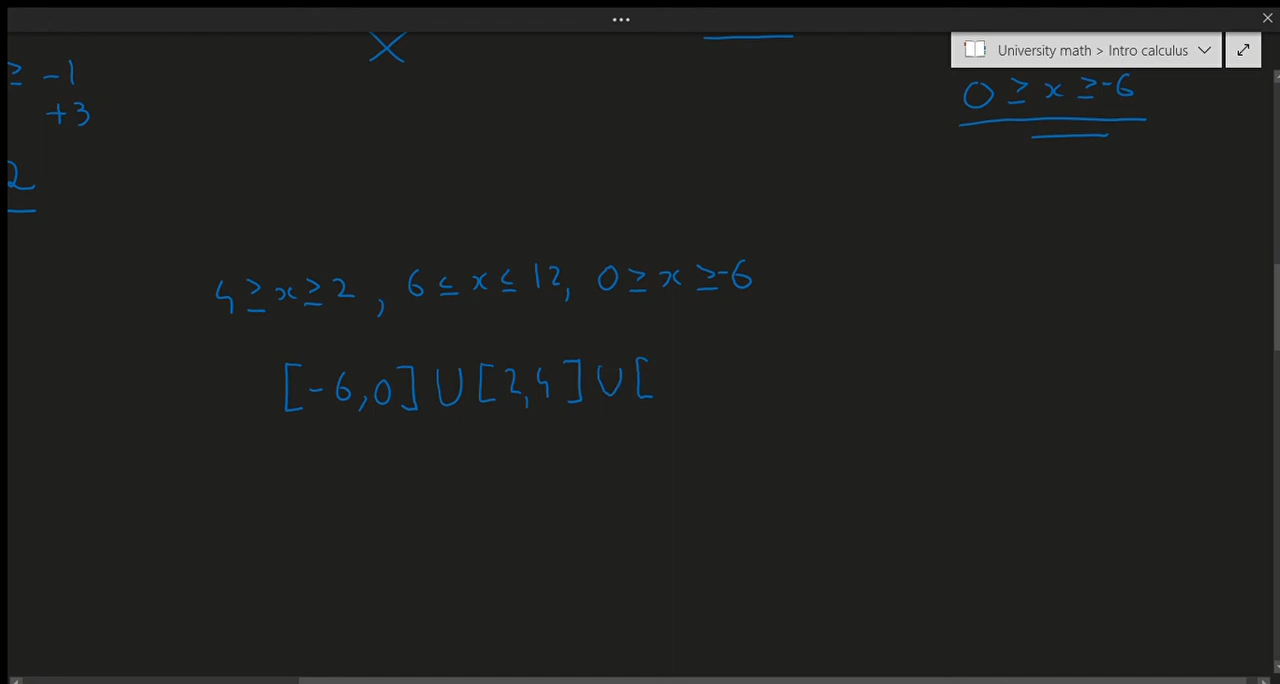 University math > Intro calculus
≥ -1
+3
x
0 ≥ x ≥ -6
2
4 ≥ x ≥ 2 , 6 ≤ x ≤ 12, 0 ≥ x ≥ -6
[-6,0] U [2,4] U [